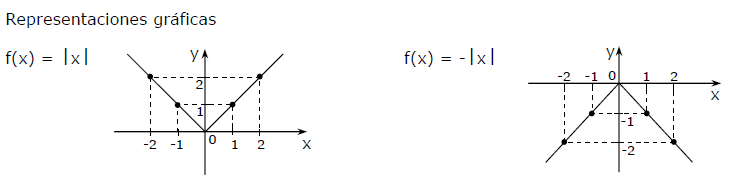 Representaciones gráficas
f(x) = |x|
y
2
1
-2 -1 0 1 2 x
f(x) = -|x|
y
-2 -1 0 1 2
x
-1
-2